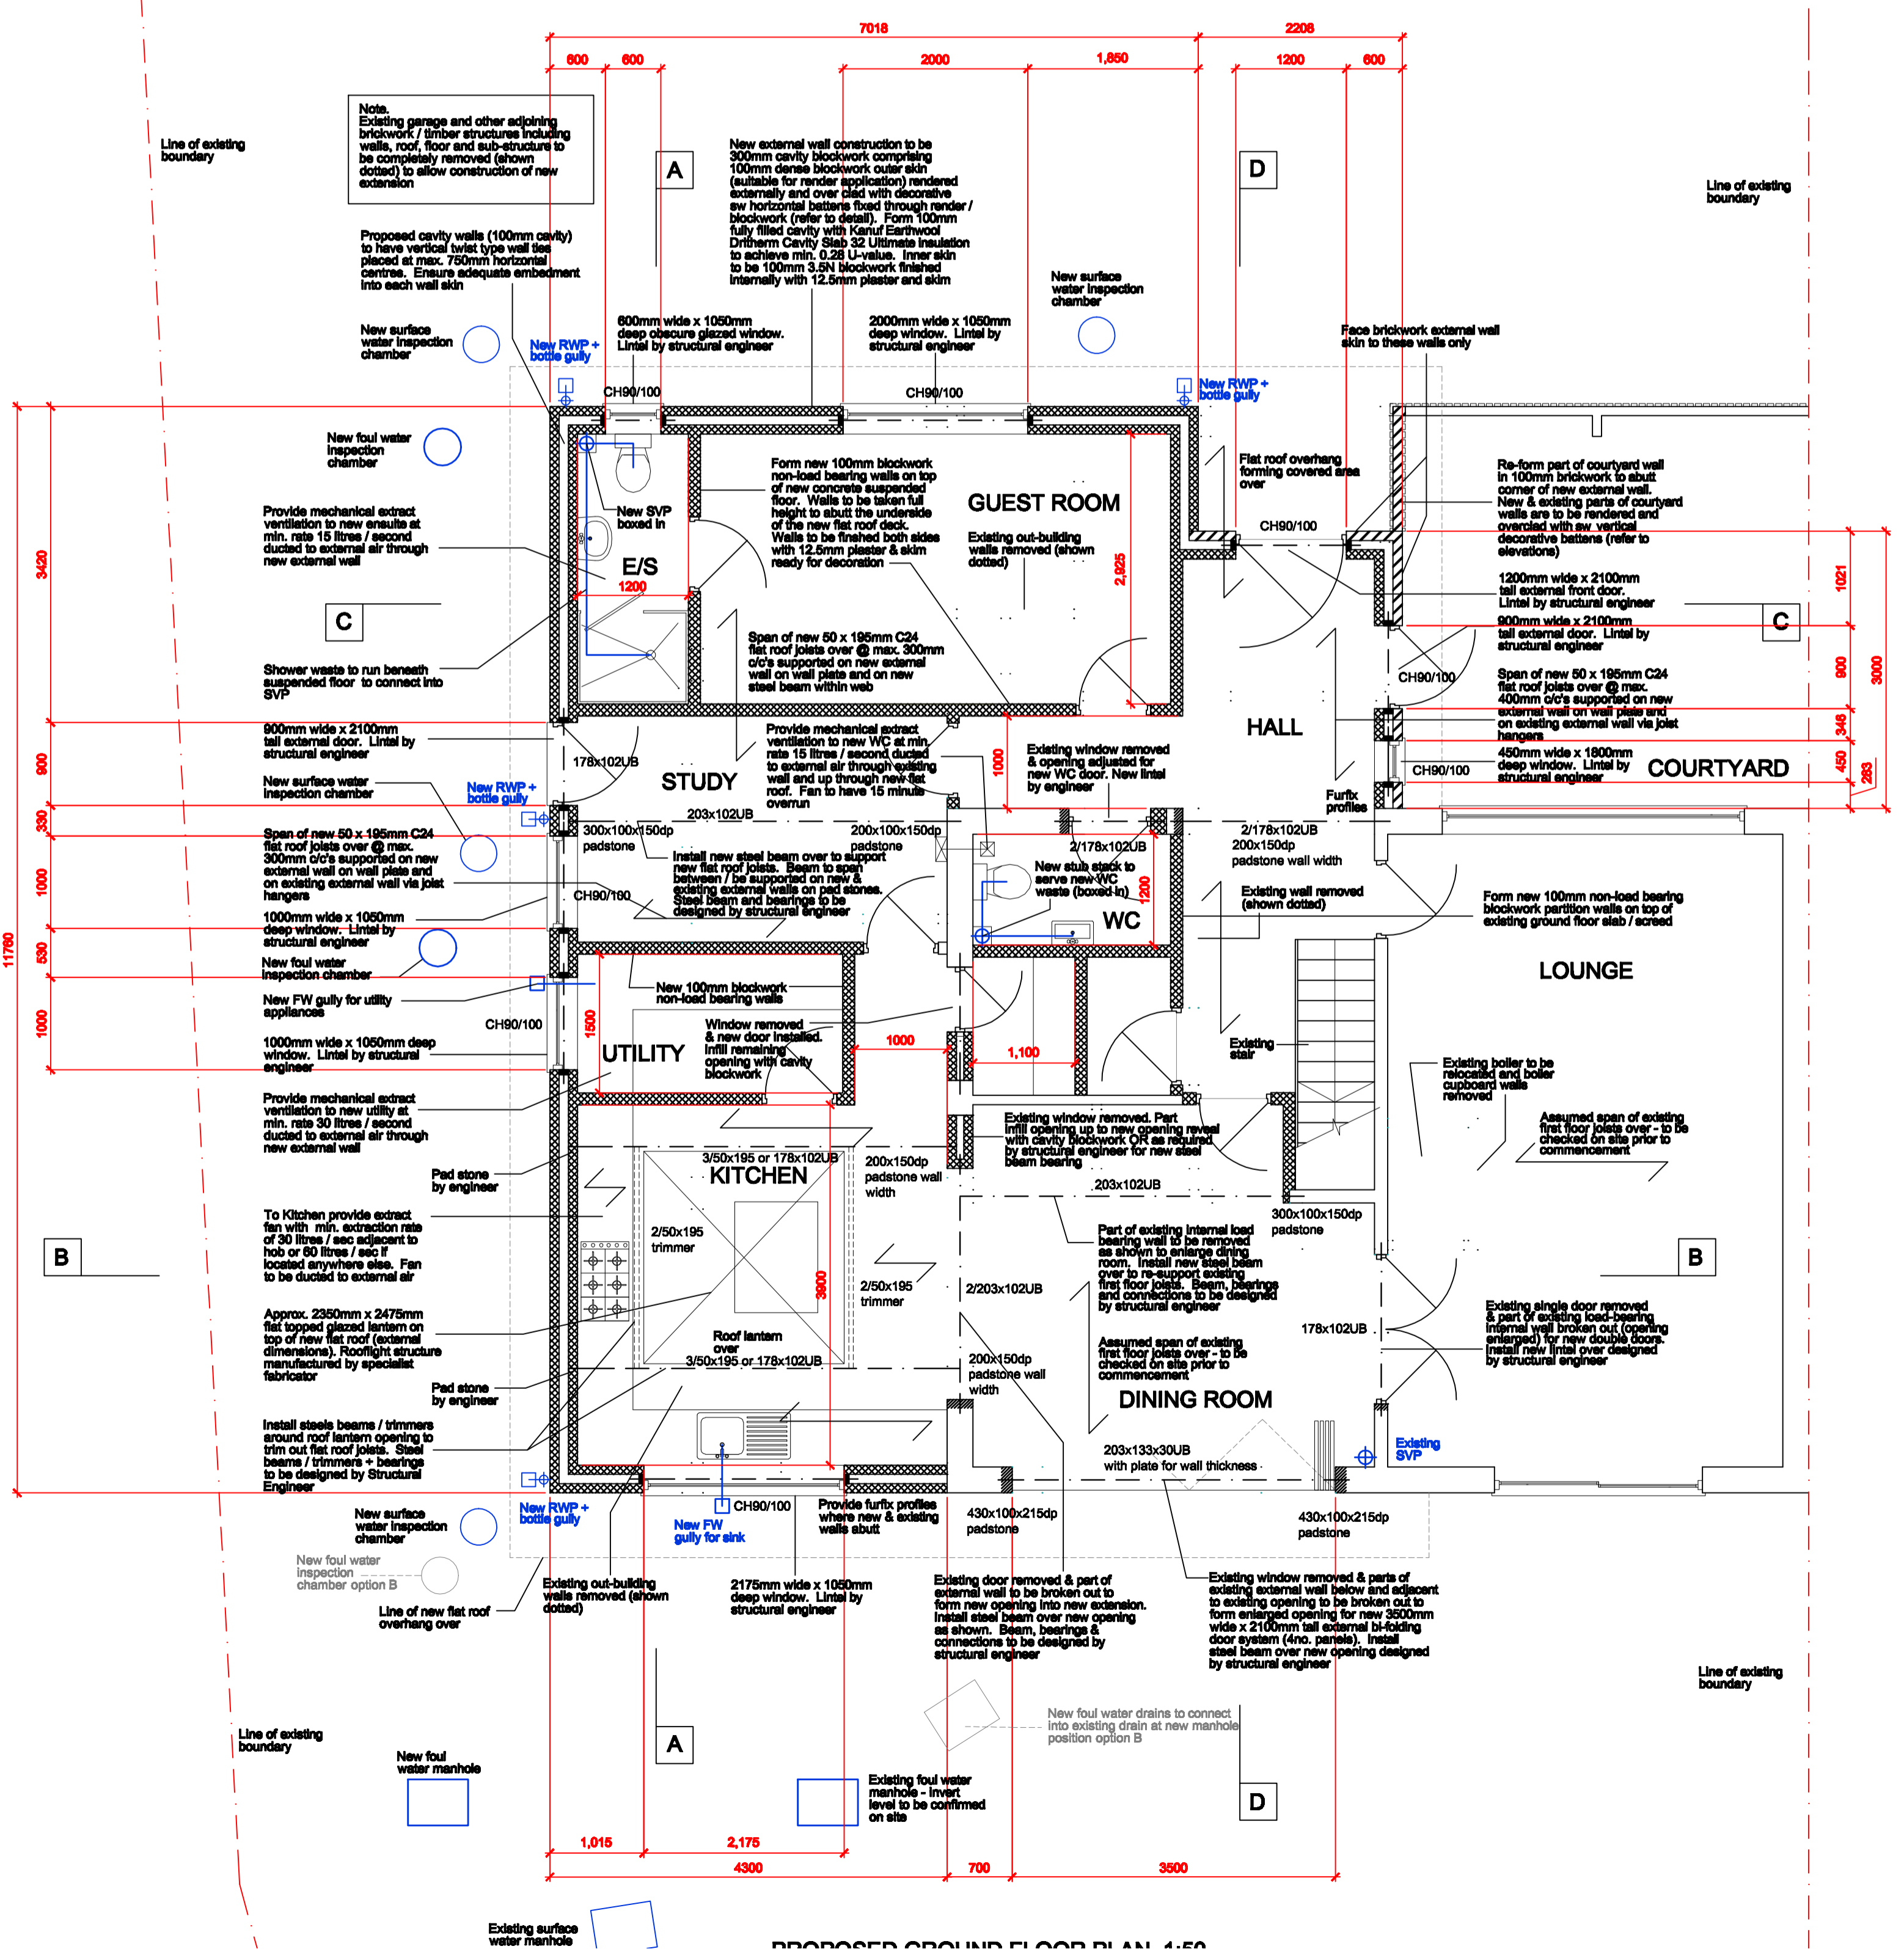 7018
2208
600
600
2000
1,850
1200
600
Note.
Existing garage and other adjoining
brickwork / timber structures including
walls, roof, floor and sub-structure to
be completely removed (shown
dotted) to allow construction of new
extension
Line of existing
boundary
A
New external wall construction to be
300mm cavity blockwork comprising
100mm dense blockwork outer skin
(suitable for render application) rendered
externally and over clad with decorative
sw horizontal battens fixed through render /
blockwork (refer to detail). Form 100mm
fully filled cavity with Kanuf Earthwool
Dritherm Cavity Slab 32 Ultimate insulation
to achieve min. 0.28 U-value. Inner skin
to be 100mm 3.5N blockwork finished
internally with 12.5mm plaster and skim
D
Line of existing
boundary
Proposed cavity walls (100mm cavity)
to have vertical twist type wall ties
placed at max. 750mm horizontal
centres. Ensure adequate embedment
into each wall skin
New surface
water inspection
chamber
New surface
water inspection
chamber
New RWP +
bottle gully
600mm wide x 1050mm
deep obscure glazed window.
Lintel by structural engineer
2000mm wide x 1050mm
deep window. Lintel by
structural engineer
Face brickwork external wall
skin to these walls only
CH90/100
CH90/100
New RWP +
bottle gully
New foul water
inspection
chamber
Form new 100mm blockwork
non-load bearing walls on top
of new concrete suspended
floor. Walls to be taken full
height to abutt the underside
of the new flat roof deck.
Walls to be finshed both sides
with 12.5mm plaster & skim
ready for decoration
GUEST ROOM
Flat roof overhang
forming covered area
over
Re-form part of courtyard wall
in 100mm brickwork to abutt
corner of new external wall.
New & existing parts of courtyard
walls are to be rendered and
overclad with sw vertical
decorative battens (refer to
elevations)
Provide mechanical extract
ventilation to new ensuite at
min. rate 15 litres / second
ducted to external air through
new external wall
New SVP
boxed in
Existing out-building
walls removed (shown
dotted)
CH90/100
E/S
1200
2,925
3420
1021
1200mm wide x 2100mm
tall external front door.
Lintel by structural engineer
C
C
900mm wide x 2100mm
tall external door. Lintel by
structural engineer
Span of new 50 x 195mm C24
flat roof joists over @ max. 300mm
c/c's supported on new external
wall on wall plate and on new
steel beam within web
Shower waste to run beneath
suspended floor to connect into
SVP
CH90/100
900
3000
Span of new 50 x 195mm C24
flat roof joists over @ max.
400mm c/c's supported on new
external wall on wall plate and
on existing external wall via joist
hangers
HALL
346
900mm wide x 2100mm
tall external door. Lintel by
structural engineer
178x102UB
STUDY
Provide mechanical extract
ventilation to new WC at min.
rate 15 litres / second ducted
to external air through existing
wall and up through new flat
roof. Fan to have 15 minute
overrun
1000
Existing window removed
& opening adjusted for
new WC door. New lintel
by engineer
CH90/100
450mm wide x 1800mm
deep window. Lintel by
structural engineer
COURTYARD
450
283
900
New surface water
inspection chamber
New RWP +
bottle gully
Furfix
profiles
203x102UB
330
300x100x150dp
padstone
200x100x150dp
2/178x102UB
2/178x102UB
200x150dp
padstone wall width
Span of new 50 x 195mm C24
flat roof joists over @ max.
300mm c/c's supported on new
external wall on wall plate and
on existing external wall via joist
hangers
Install new steel beam over to support
new flat roof joists. Beam to span
between / be supported on new &
existing external walls on pad stones.
Steel beam and bearings to be
designed by structural engineer
New stub stack to
serve new WC
waste (boxed in)
1200
WC
Existing wall removed
(shown dotted)
Form new 100mm non-load bearing
blockwork partition walls on top of
existing ground floor slab / screed
1000
CH90/100
1000mm wide x 1050mm
deep window. Lintel by
structural engineer
11760
530
New foul water
inspection chamber
LOUNGE
New FW gully for utility
appliances
New 100mm blockwork
non-load bearing walls
CH90/100
1000
1500
UTILITY
Window removed
& new door installed.
Infill remaining
opening with cavity
blockwork
1000
1,100
1000mm wide x 1050mm deep
window. Lintel by structural
engineer
Existing
stair
Existing boiler to be
relocated and boiler
cupboard walls
removed
Provide mechanical extract
ventilation to new utility at
min. rate 30 litres / second
ducted to external air through
new external wall
Existing window removed. Part
infill opening up to new opening reveal
with cavity blockwork OR as required
by structural engineer for new steel
beam bearing
Assumed span of existing
first floor joists over - to be
checked on site prior to
commencement
3/50x195 or 178x102UB
KITCHEN
200x150dp
padstone wall
width
Pad stone
by engineer
203x102UB
300x100x150dp
padstone
To Kitchen provide extract
fan with min. extraction rate
of 30 litres / sec adjacent to
hob or 60 litres / sec if
located anywhere else. Fan
to be ducted to external air
2/50x195
trimmer
Part of existing internal load
bearing wall to be removed
as shown to enlarge dining
room. Install new steel beam
over to re-support existing
first floor joists. Beam, bearings
and connections to be designed
by structural engineer
B
B
3900
2/50x195
trimmer
2/203x102UB
Approx. 2350mm x 2475mm
flat topped glazed lantern on
top of new flat roof (external
dimensions). Rooflight structure
manufactured by specialist
fabricator
Roof lantern
over
3/50x195 or 178x102UB
178x102UB
Existing single door removed
& part of existing load-bearing
internal wall broken out (opening
enlarged) for new double doors.
Install new lintel over designed
by structural engineer
Assumed span of existing
first floor joists over - to be
checked on site prior to
commencement
200x150dp
padstone wall
width
Pad stone
by engineer
DINING ROOM
Install steels beams / trimmers
around roof lantern opening to
trim out flat roof joists. Steel
beams / trimmers + bearings
to be designed by Structural
Engineer
203x133x30UB
with plate for wall thickness
Existing
SVP
New RWP +
bottle gully
New surface
water inspection
chamber
New FW
gully for sink
CH90/100
Provide furfix profiles
where new & existing
walls abutt
430x100x215dp
padstone
430x100x215dp
padstone
New foul water
inspection
chamber option B
Line of new flat roof
overhang over
Existing out-building
walls removed (shown
dotted)
2175mm wide x 1050mm
deep window. Lintel by
structural engineer
Existing door removed & part of
external wall to be broken out to
form new opening into new extension.
Install steel beam over new opening
as shown. Beam, bearings &
connections to be designed by
structural engineer
Existing window removed & parts of
existing external wall below and adjacent
to existing opening to be broken out to
form enlarged opening for new 3500mm
wide x 2100mm tall external bi-folding
door system (4no. panels). Install
steel beam over new opening designed
by structural engineer
Line of existing
boundary
Line of existing
boundary
A
New foul water drains to connect
into existing drain at new manhole
position option B
New foul
water manhole
Existing foul water
manhole - invert
level to be confirmed
on site
D
1,015
2,175
4300
700
3500
Existing surface
water manhole
PROPOSED GROUND FLOOR PLAN 1:50